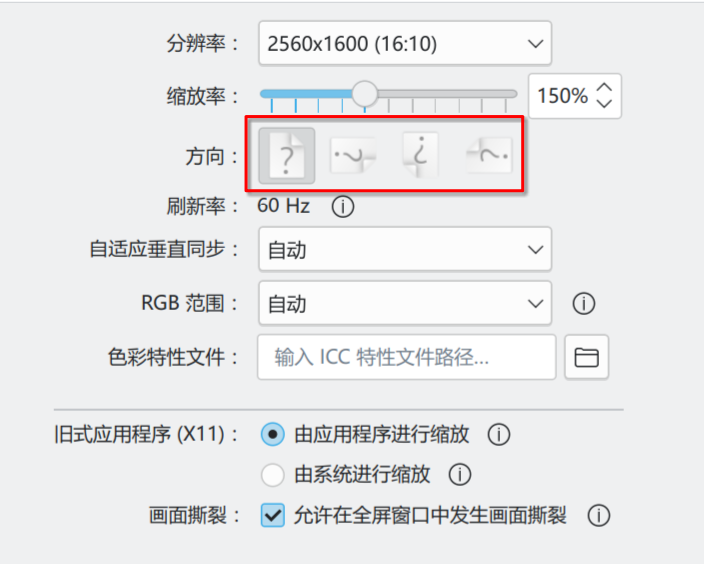 分辨率： 2560x1600 (16:10)
缩放率： 150%
方向： ? ? ? ?
刷新率： 60 Hz
自适应垂直同步： 自动
RGB 范围： 自动
色彩特性文件： 输入 ICC 特性文件路径...
旧式应用程序 (X11)： 由应用程序进行缩放
由系统进行缩放
画面撕裂： 允许在全屏窗口中发生画面撕裂